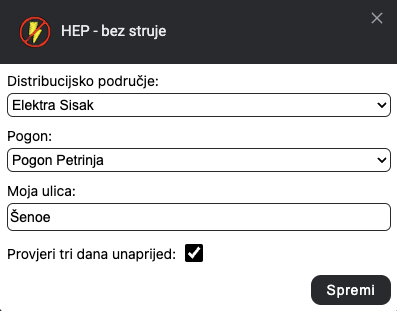 HEP - bez struje
Distribucijsko područje:
Elektra Sisak
Pogon:
Pogon Petrinja
Moja ulica:
Šenoe
Provjeri tri dana unaprijed:
Spremi